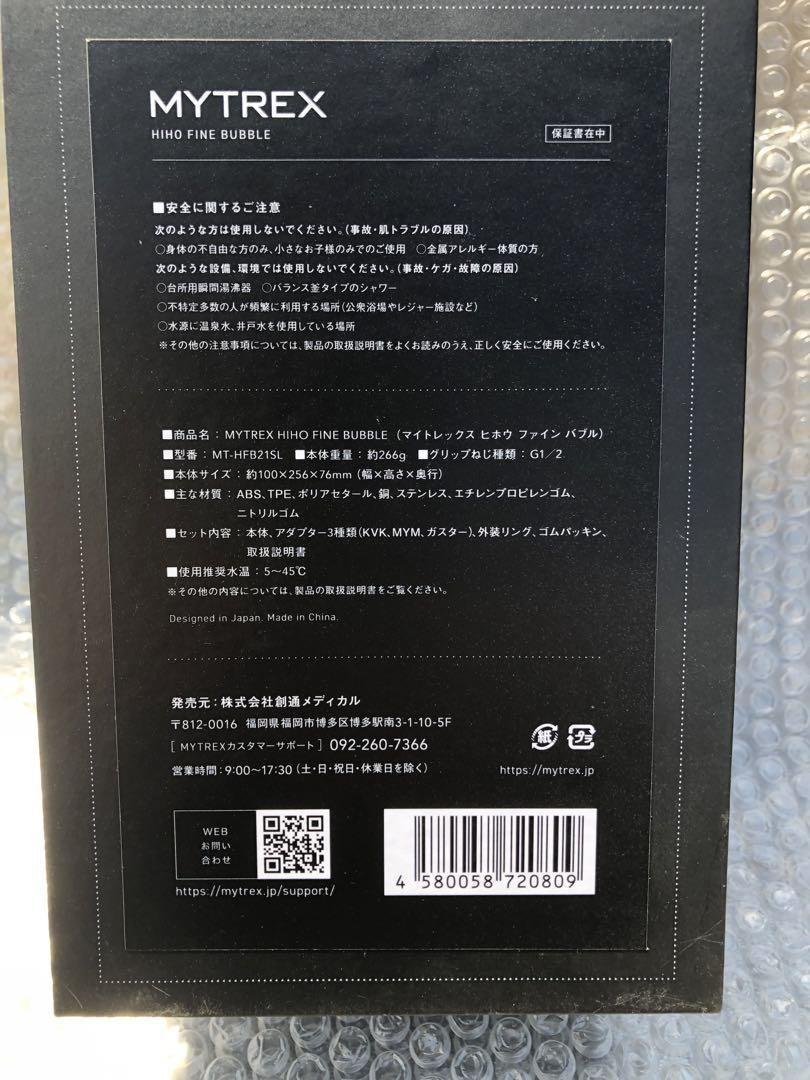 MYTREX
HIHO FINE BUBBLE
保証書在中
■安全に関するご注意
次のような方は使用しないでください。(事故・肌トラブルの原因)
○身体の不自由な方のみ、小さなお子様のみでのご使用 ○金属アレルギー体質の方
次のような設備、環境では使用しないでください。(事故・ケガ・故障の原因)
○台所用瞬間湯沸器 ○バランス釜タイプのシャワー
○不特定多数の人が頻繁に利用する場所(公衆浴場やレジャー施設など)
○水源に温泉水、井戸水を使用している場所
※その他の注意事項については、製品の取扱説明書をよくお読みのうえ、正しく安全にご使用ください。
■商品名：MYTREX HIHO FINE BUBBLE (マイトレックス ヒホウ ファイン バブル)
■型番：MT-HFB21SL ■本体重量：約266g ■グリップねじ種類：G1／2
■本体サイズ：約100×256×76mm (幅×高さ×奥行)
■主な材質：ABS、TPE、ポリアセタール、銅、ステンレス、エチレンプロピレンゴム、
ニトリルゴム
■セット内容：本体、アダプター3種類(KVK、MYM、ガスター)、外装リング、ゴムパッキン、
取扱説明書
■使用推奨水温：5〜45℃
※その他の内容については、製品の取扱説明書をご覧ください。
Designed in Japan. Made in China.
発売元：株式会社創通メディカル
〒812-0016 福岡県福岡市博多区博多駅南3-1-10-5F
[ MYTREXカスタマーサポート ] 092-260-7366
営業時間：9:00〜17:30 (土・日・祝日・休業日を除く)
紙
プラ
https://mytrex.jp
WEB
お問い
合わせ
https://mytrex.jp/support/
4 580058 720809